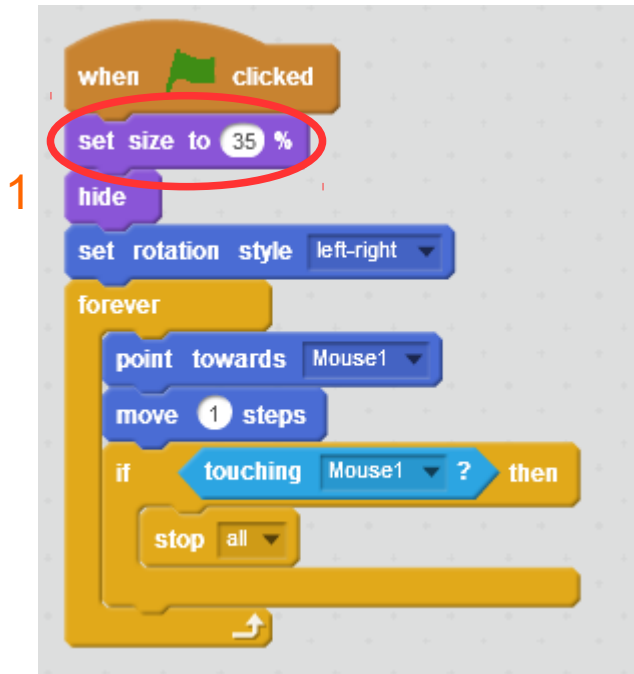 when clicked
set size to 35 %
1
hide
set rotation style left-right
forever
point towards Mouse1
move 1 steps
if touching Mouse1 ? then
stop all